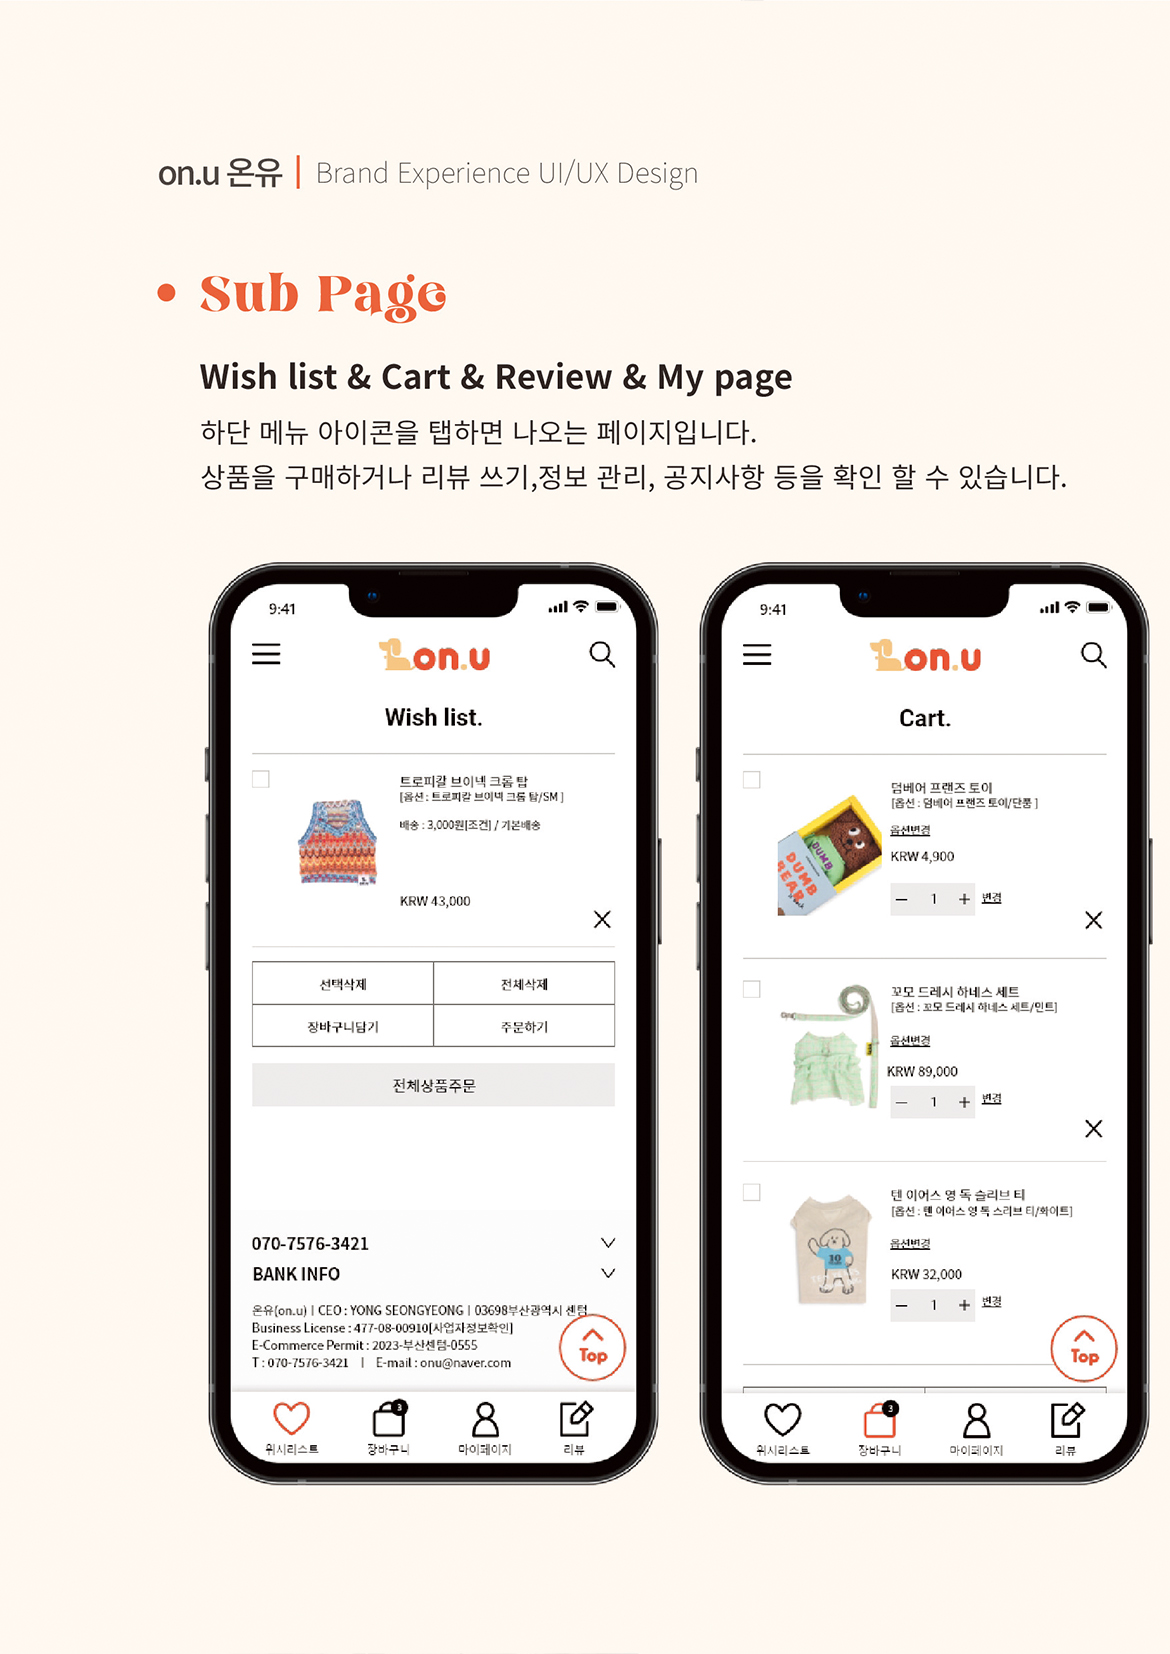 on.u 온유 | Brand Experience UI/UX Design
• Sub Page
Wish list & Cart & Review & My page
하단 메뉴 아이콘을 탭하면 나오는 페이지입니다.
상품을 구매하거나 리뷰 쓰기,정보 관리, 공지사항 등을 확인 할 수 있습니다.
9:41
on.u
Wish list.
트로피칼 브이넥 크롭 탑
[옵션 : 트로피칼 브이넥 크롭 탑/SM ]
배송 : 3,000원[조건] / 기본배송
KRW 43,000
선택삭제
전체삭제
장바구니담기
주문하기
전체상품주문
070-7576-3421
BANK INFO
온유(on.u) | CEO : YONG SEONGYEONG | 03698부산광역시 센텀
Business License : 477-08-00910[사업자정보확인]
E-Commerce Permit : 2023-부산센텀-0555
T : 070-7576-3421 | E-mail : onu@naver.com
Top
3
위시리스트
장바구니
마이페이지
리뷰
9:41
on.u
Cart.
DUMB
DUMB
BEAR
덤베어 프랜즈 토이
[옵션 : 덤베어 프랜즈 토이/단품 ]
옵션변경
KRW 4,900
— 1 + 변경
꼬모 드레시 하네스 세트
[옵션 : 꼬모 드레시 하네스 세트/민트]
옵션변경
KRW 89,000
— 1 + 변경
10
텐 이어스 영 독 슬리브 티
[옵션 : 텐 이어스 영 독 스리브 티/화이트]
옵션변경
KRW 32,000
— 1 + 변경
Top
3
위시리스트
장바구니
마이페이지
리뷰